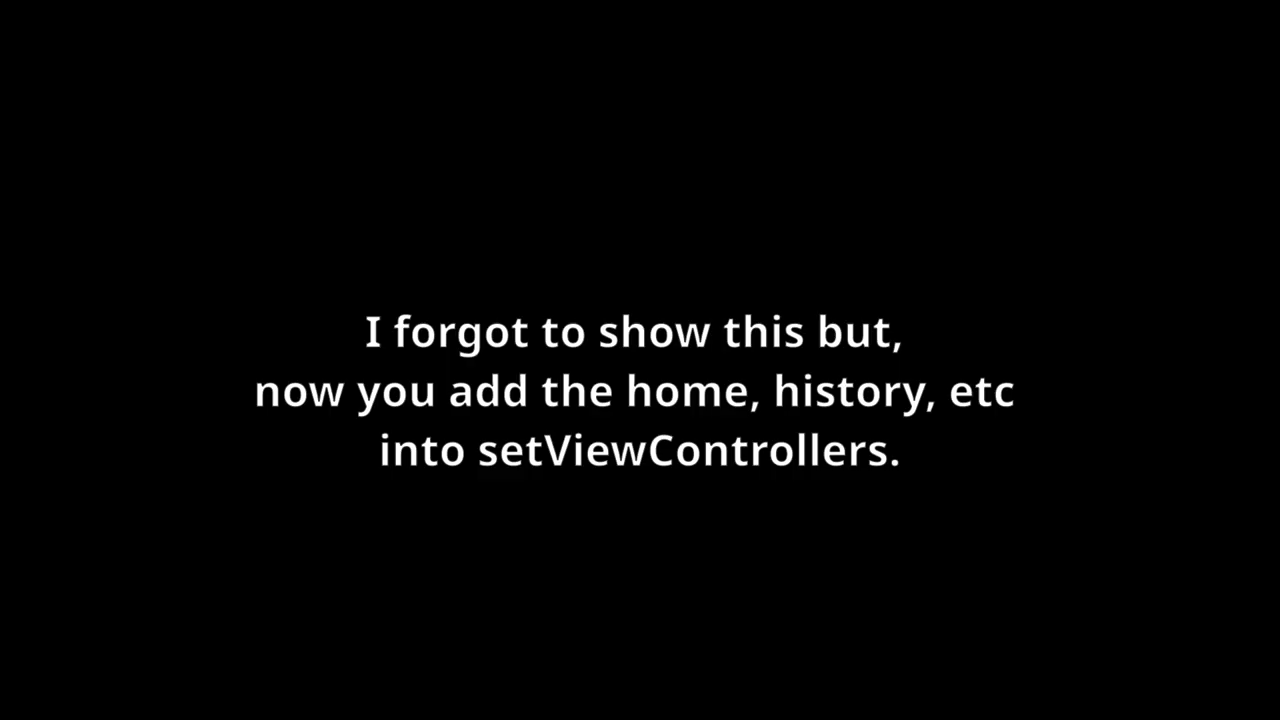 I forgot to show this but,
now you add the home, history, etc
into setViewControllers.